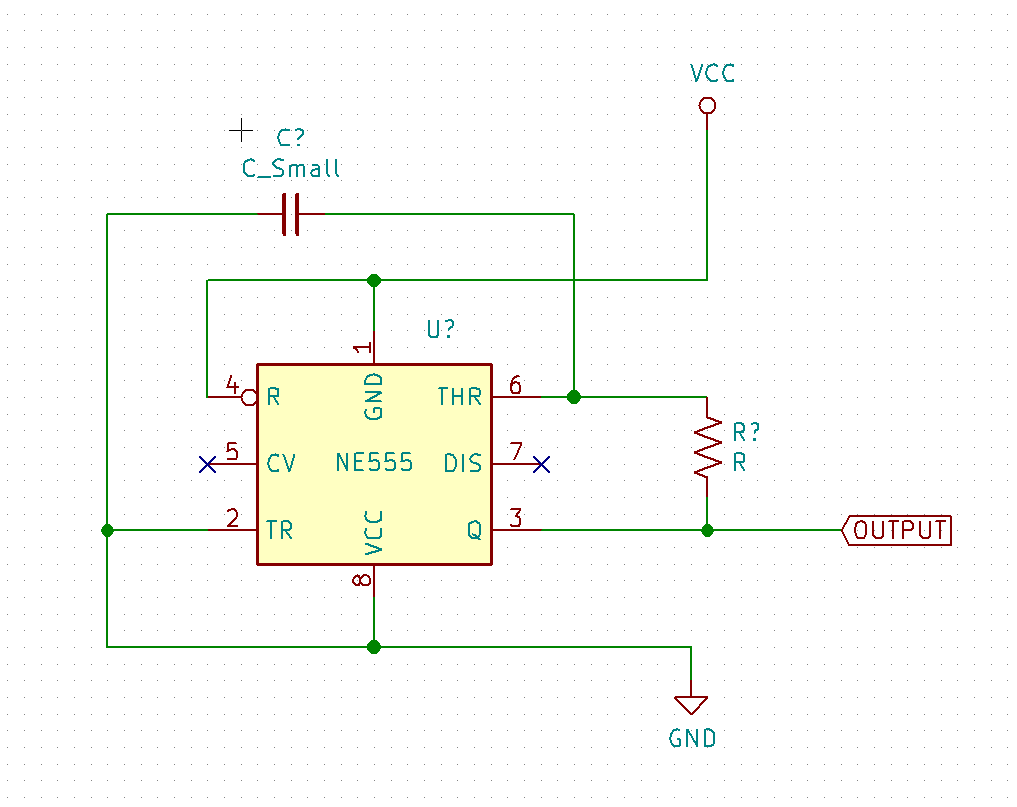 VCC
C?
C_Small
U?
1
4
R
GND
THR
6
R?
R
5
CV
NE555
DIS
7
2
TR
VCC
Q
3
OUTPUT
8
GND